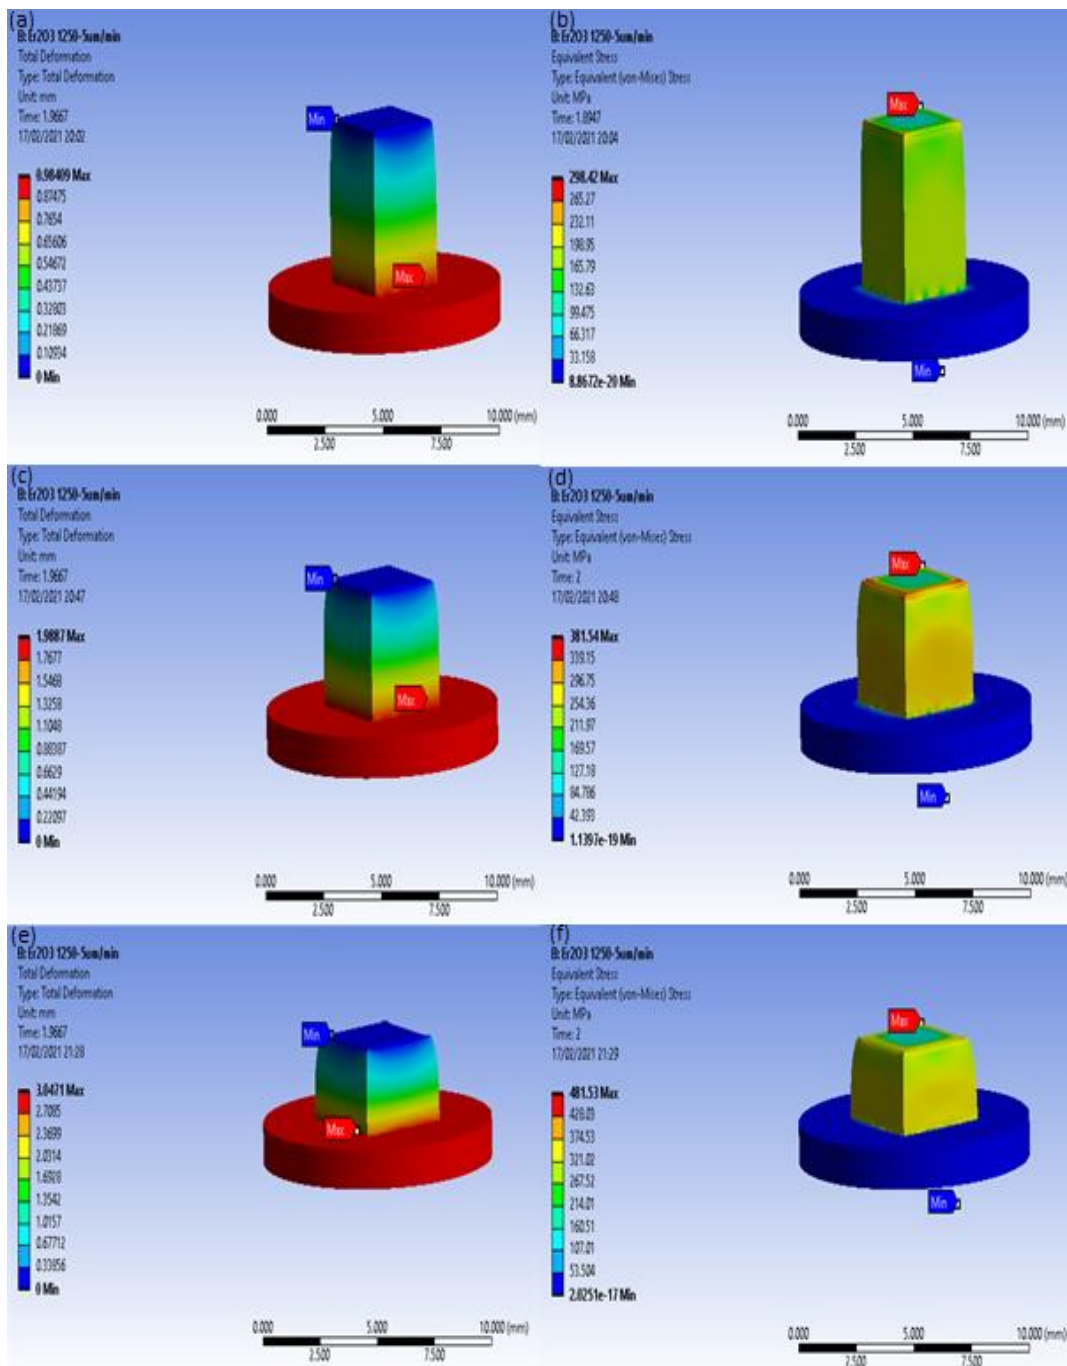 (a)
B: Er2O3 1250-5um/min
Total Deformation
Type: Total Deformation
Unit: mm
Time: 1.9667
17/02/2021 20:02
0.98409 Max
0.87475
0.7654
0.65606
0.54672
0.43737
0.32803
0.21869
0.10934
0 Min
Min
Max
0.000 5.000 10.000 (mm)
2.500 7.500
(b)
B: Er2O3 1250-5um/min
Equivalent Stress
Type: Equivalent (von-Mises) Stress
Unit: MPa
Time: 1.8947
17/02/2021 20:04
298.42 Max
265.27
232.11
198.95
165.79
132.63
99.475
66.317
33.158
8.8672e-20 Min
Max
Min
0.000 5.000 10.000 (mm)
2.500 7.500
(c)
B: Er2O3 1250-5um/min
Total Deformation
Type: Total Deformation
Unit: mm
Time: 1.9667
17/02/2021 20:47
1.9887 Max
1.7677
1.5468
1.3258
1.1048
0.88387
0.6629
0.44194
0.22097
0 Min
Min
Max
0.000 5.000 10.000 (mm)
2.500 7.500
(d)
B: Er2O3 1250-5um/min
Equivalent Stress
Type: Equivalent (von-Mises) Stress
Unit: MPa
Time: 2
17/02/2021 20:48
381.54 Max
339.15
296.75
254.36
211.97
169.57
127.18
84.786
42.393
1.1397e-19 Min
Max
Min
0.000 5.000 10.000 (mm)
2.500 7.500
(e)
B: Er2O3 1250-5um/min
Total Deformation
Type: Total Deformation
Unit: mm
Time: 1.9667
17/02/2021 21:28
3.0471 Max
2.7085
2.3699
2.0314
1.6928
1.3542
1.0157
0.67712
0.33856
0 Min
Min
Max
0.000 5.000 10.000 (mm)
2.500 7.500
(f)
B: Er2O3 1250-5um/min
Equivalent Stress
Type: Equivalent (von-Mises) Stress
Unit: MPa
Time: 2
17/02/2021 21:29
481.53 Max
428.03
374.53
321.02
267.52
214.01
160.51
107.01
53.504
2.0251e-17 Min
Max
Min
0.000 5.000 10.000 (mm)
2.500 7.500